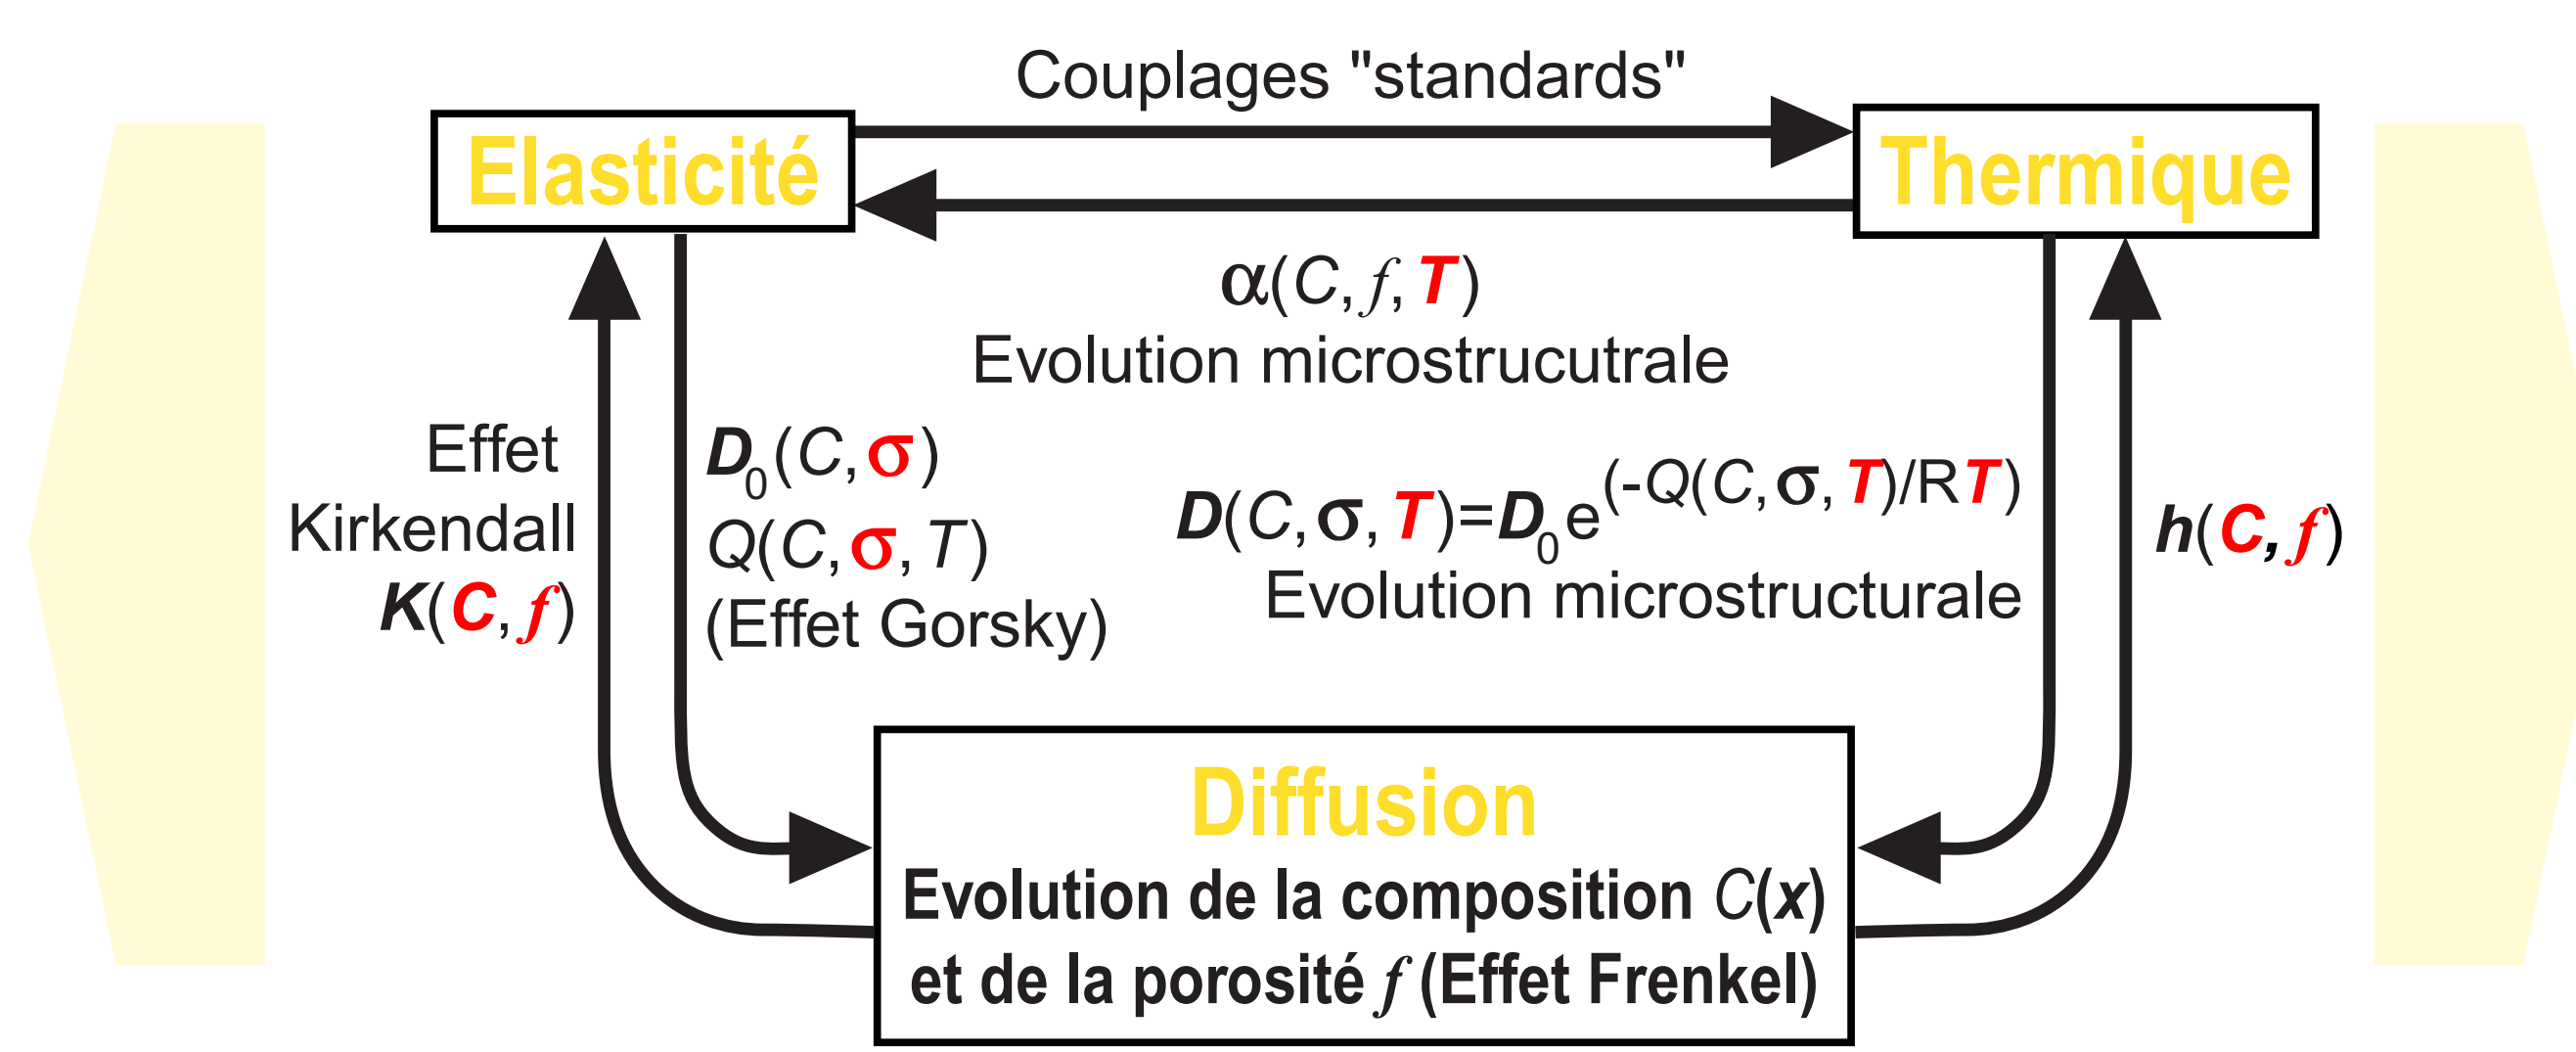 Couplages "standards"
Elasticité
Thermique
α(C,f,T)
Evolution microstrucutrale
Effet
Kirkendall
K(C,f)
D₀(C,σ)
Q(C,σ,T)
(Effet Gorsky)
D(C,σ,T)=D₀e(-Q(C,σ,T)/RT)
Evolution microstructurale
h(C,f)
Diffusion
Evolution de la composition C(x)
et de la porosité f (Effet Frenkel)